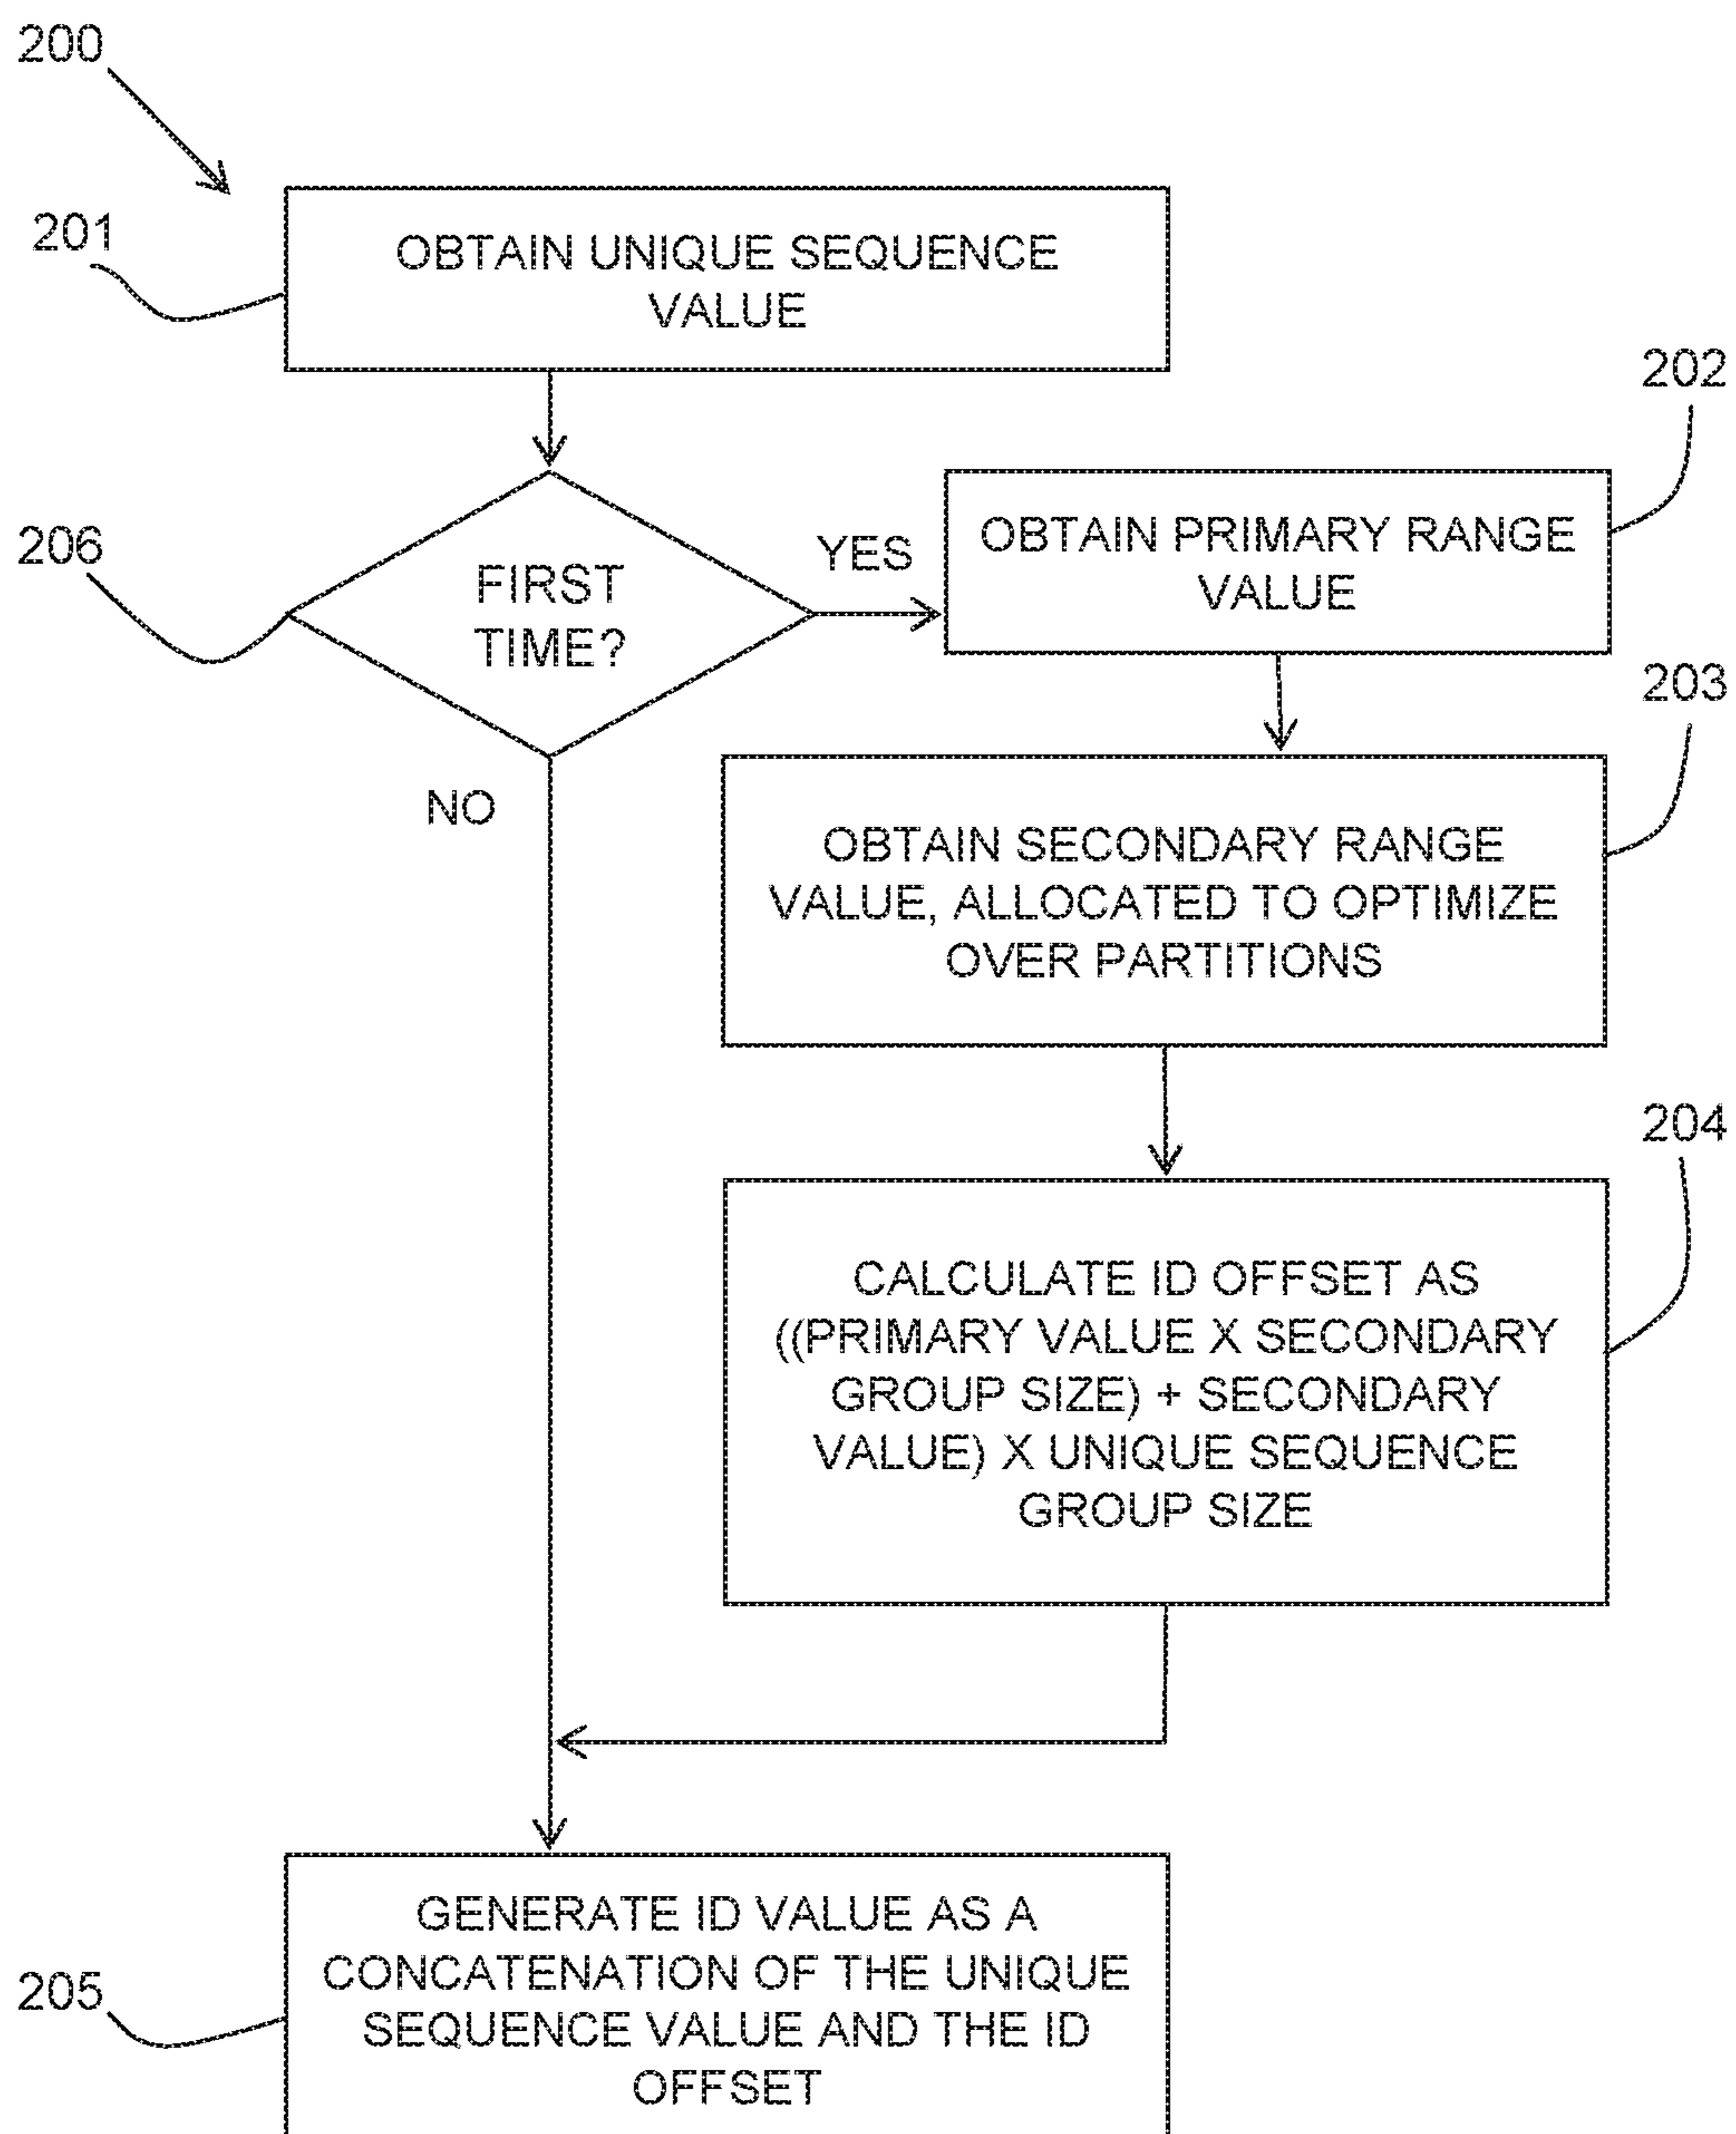 200
201
OBTAIN UNIQUE SEQUENCE
VALUE
202
206
FIRST
TIME?
YES
OBTAIN PRIMARY RANGE
VALUE
203
NO
OBTAIN SECONDARY RANGE
VALUE, ALLOCATED TO OPTIMIZE
OVER PARTITIONS
204
CALCULATE ID OFFSET AS
((PRIMARY VALUE X SECONDARY
GROUP SIZE) + SECONDARY
VALUE) X UNIQUE SEQUENCE
GROUP SIZE
205
GENERATE ID VALUE AS A
CONCATENATION OF THE UNIQUE
SEQUENCE VALUE AND THE ID
OFFSET